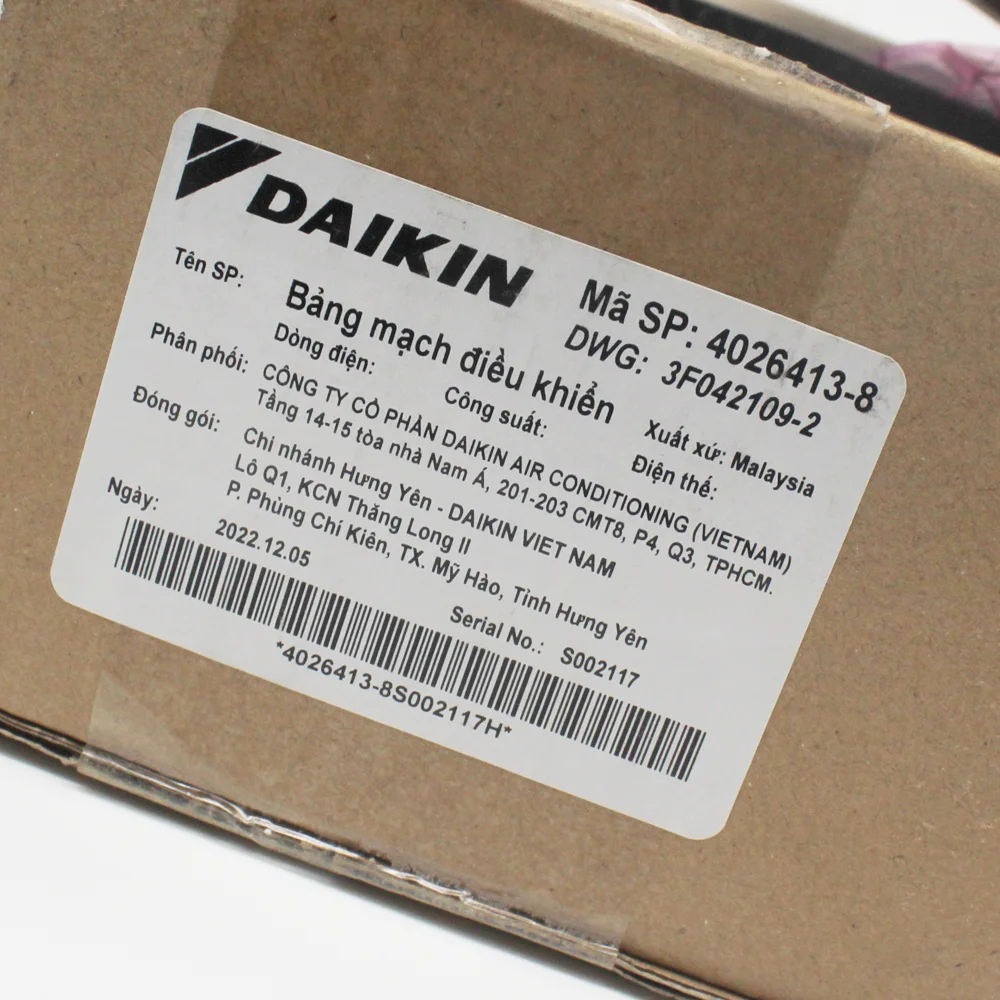 DAIKIN
Mã SP: 4026413-8
DWG: 3F042109-2
Tên SP: Bảng mạch điều khiển
Xuất xứ: Malaysia
Dòng điện: Công suất: Điện thế:
Phân phối: CÔNG TY CỔ PHẦN DAIKIN AIR CONDITIONING (VIETNAM)
Tầng 14-15 tòa nhà Nam Á, 201-203 CMT8, P4, Q3, TPHCM.
Đóng gói: Chi nhánh Hưng Yên - DAIKIN VIET NAM
Lô Q1, KCN Thăng Long II
P. Phùng Chí Kiên, TX. Mỹ Hào, Tỉnh Hưng Yên
Ngày: 2022.12.05 Serial No.: S002117
*4026413-8S002117H*